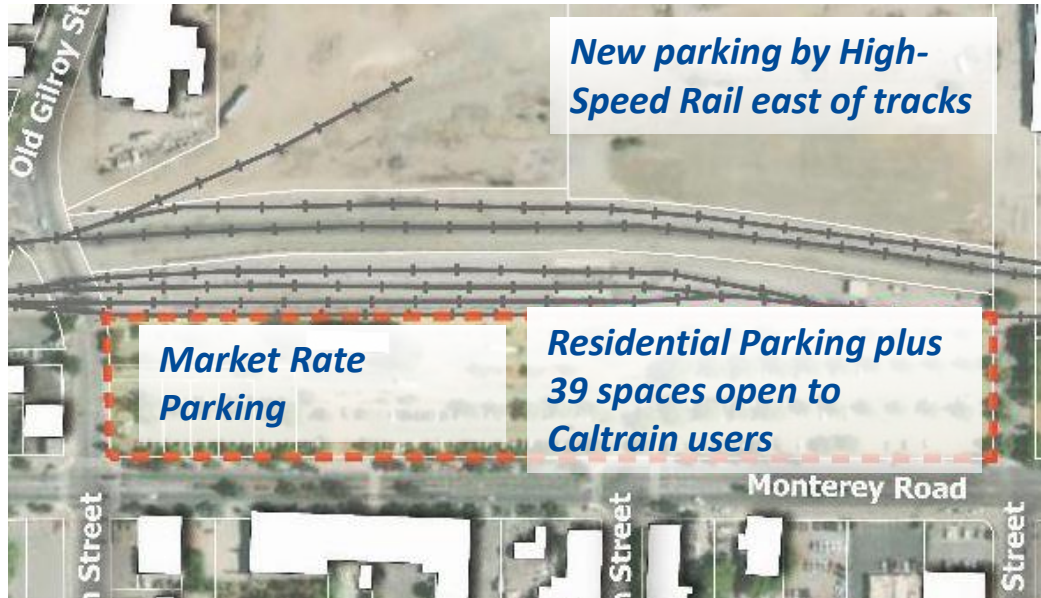 New parking by High-
Speed Rail east of tracks
Old Gilroy St
Market Rate
Parking
Residential Parking plus
39 spaces open to
Caltrain users
Monterey Road
Street
Street
Street